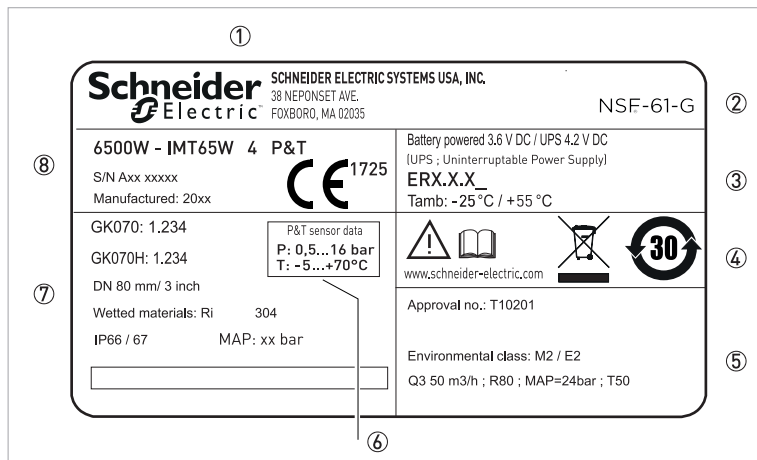 ①
Schneider Electric™
SCHNEIDER ELECTRIC SYSTEMS USA, INC.
38 NEPONSET AVE.
FOXBORO, MA 02035
NSF-61-G
②
⑧
6500W - IMT65W 4 P&T
S/N Axx xxxxx
Manufactured: 20xx
CE 1725
Battery powered 3.6 V DC / UPS 4.2 V DC
(UPS ; Uninterruptable Power Supply)
ERX.X.X_
Tamb: -25 °C / +55 °C
③
⑦
GK070: 1.234
GK070H: 1.234
DN 80 mm/ 3 inch
Wetted materials: Ri 304
IP66 / 67 MAP: xx bar
P&T sensor data
P: 0,5...16 bar
T: -5...+70°C
⑥
www.schneider-electric.com
30
④
Approval no.: T10201
Environmental class: M2 / E2
Q3 50 m3/h ; R80 ; MAP=24bar ; T50
⑤